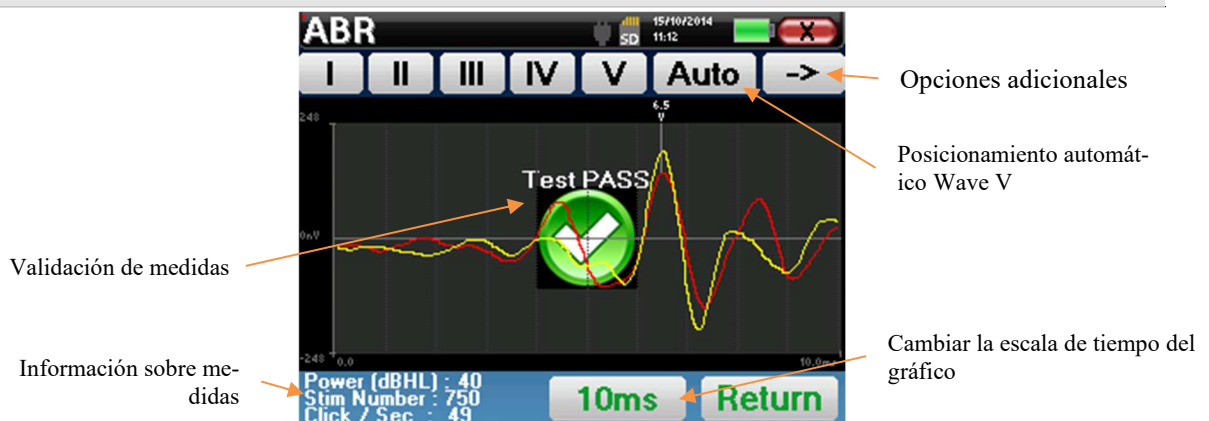 ABR
SD
15/10/2014
11:12
X
I II III IV V Auto ->
Opciones adicionales
6.5
V
248
Posicionamiento automát-
ico Wave V
Test PASS
0nV
Validación de medidas
-248
0.0
10.0ms
Cambiar la escala de tiempo del
gráfico
Información sobre me-
didas
Power (dBHL) : 40
Stim Number : 750
Click / Sec : 49
10ms
Return